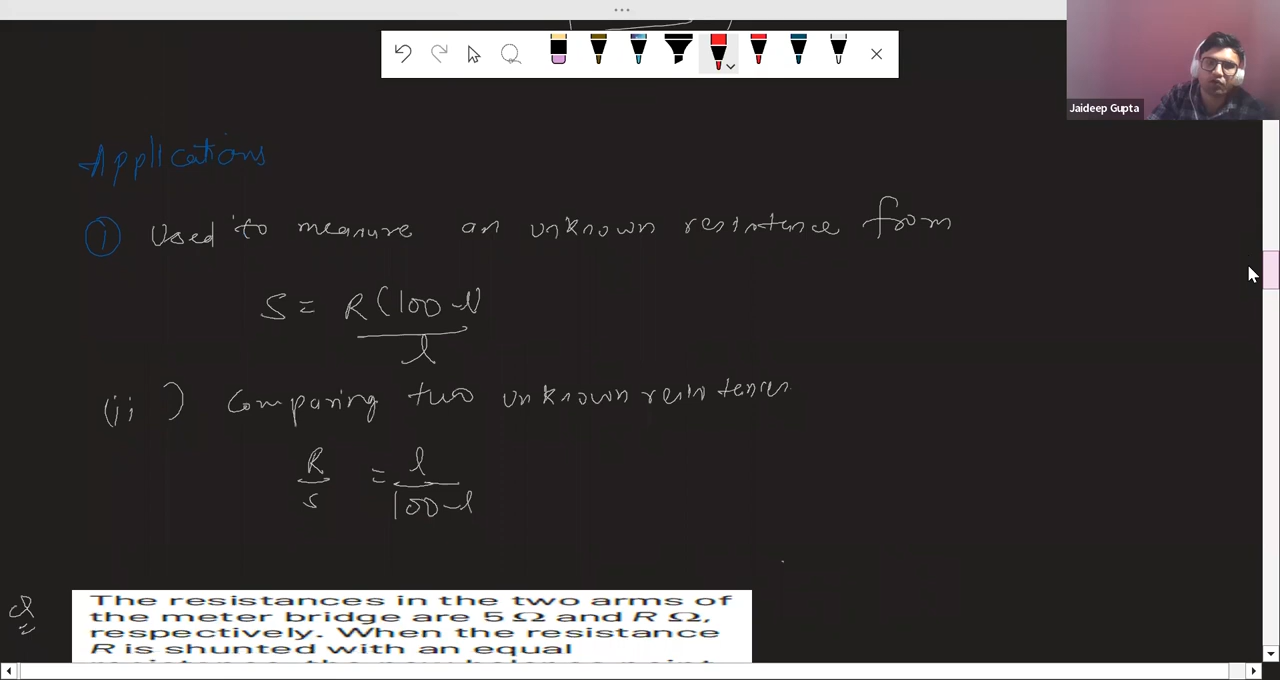 Jaideep Gupta
Applications
(i) Used to measure an unknown resistance from
S = R(100-l)
l
(ii) Comparing two unknown resistances
R = l
S 100-l
Q
The resistances in the two arms of
the meter bridge are 5 Ω and R Ω,
respectively. When the resistance
R is shunted with an equal